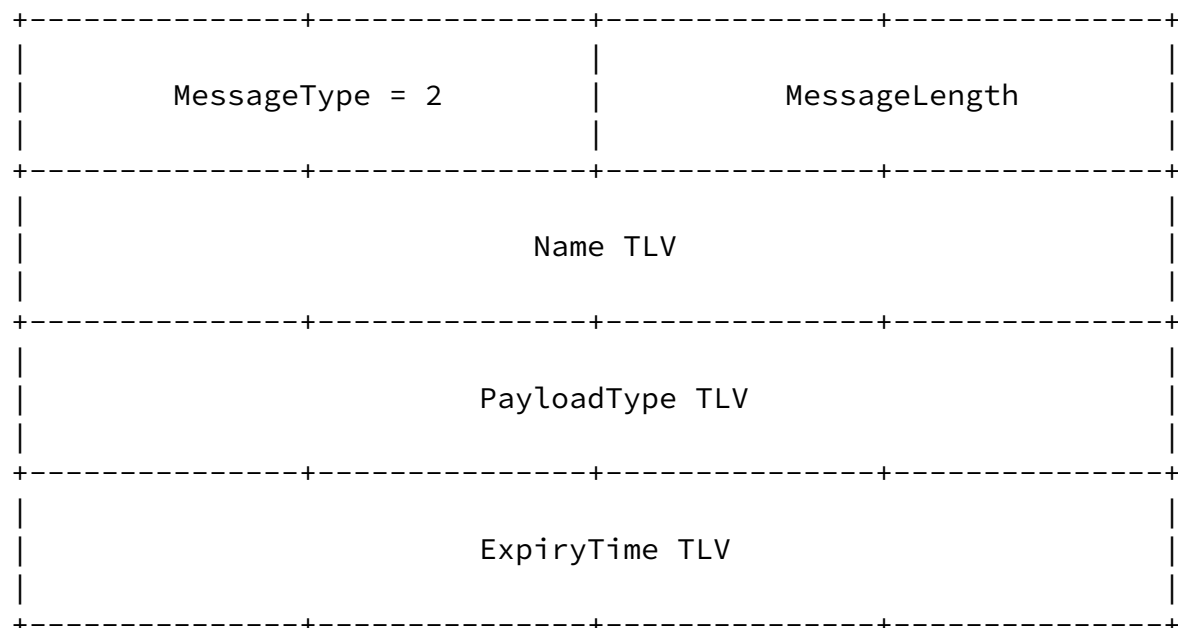 MessageType = 2 MessageLength
Name TLV
PayloadType TLV
ExpiryTime TLV